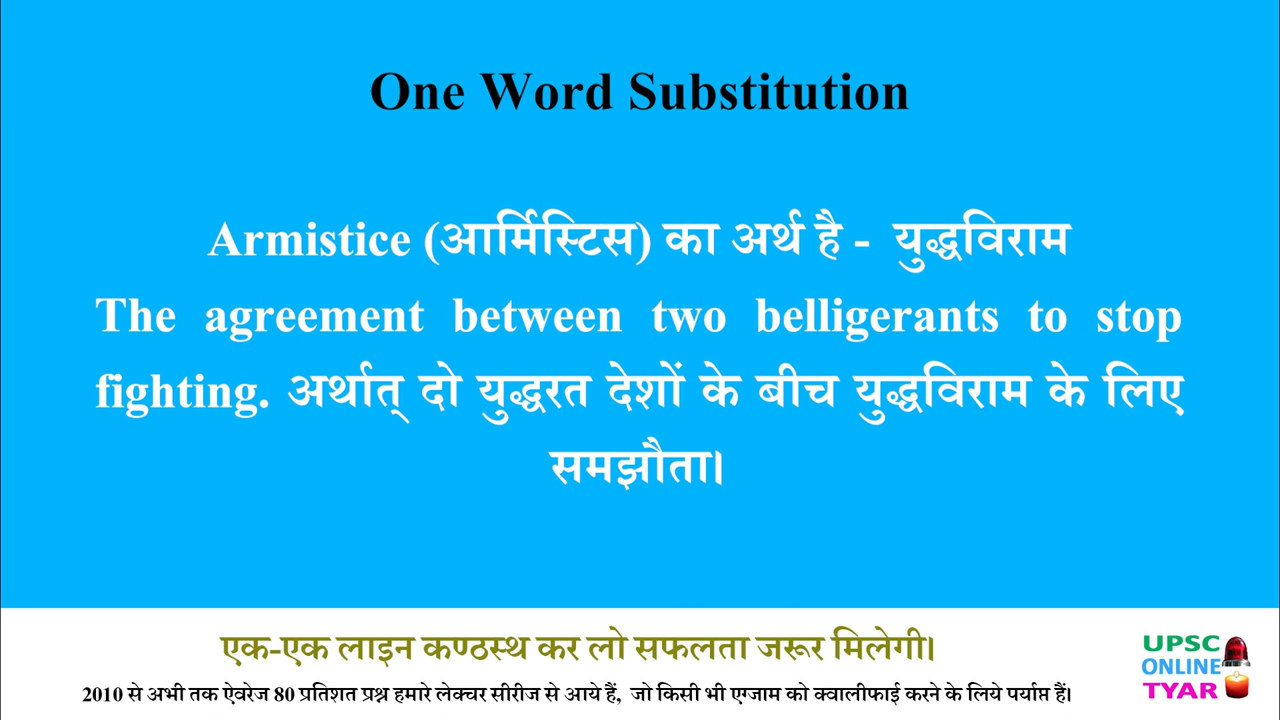 One Word Substitution
Armistice (आर्मिस्टिस) का अर्थ है - युद्धविराम
The agreement between two belligerants to stop
fighting. अर्थात् दो युद्धरत देशों के बीच युद्धविराम के लिए
समझौता।
एक-एक लाइन कण्ठस्थ कर लो सफलता जरूर मिलेगी।
2010 से अभी तक ऐवरेज 80 प्रतिशत प्रश्न हमारे लेक्चर सीरीज से आये हैं, जो किसी भी एग्जाम को क्वालीफाई करने के लिये पर्याप्त हैं।
UPSC
ONLINE
TYAR